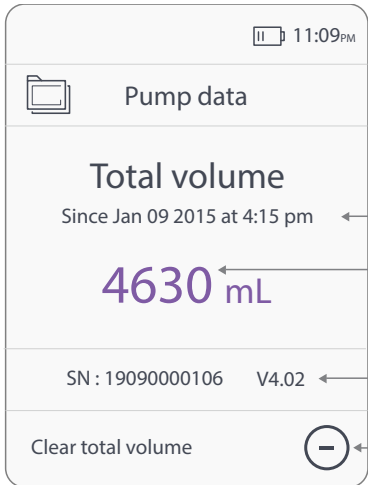 11:09PM
Pump data
Total volume
Since Jan 09 2015 at 4:15 pm
4630 mL
SN : 19090000106 V4.02
Clear total volume